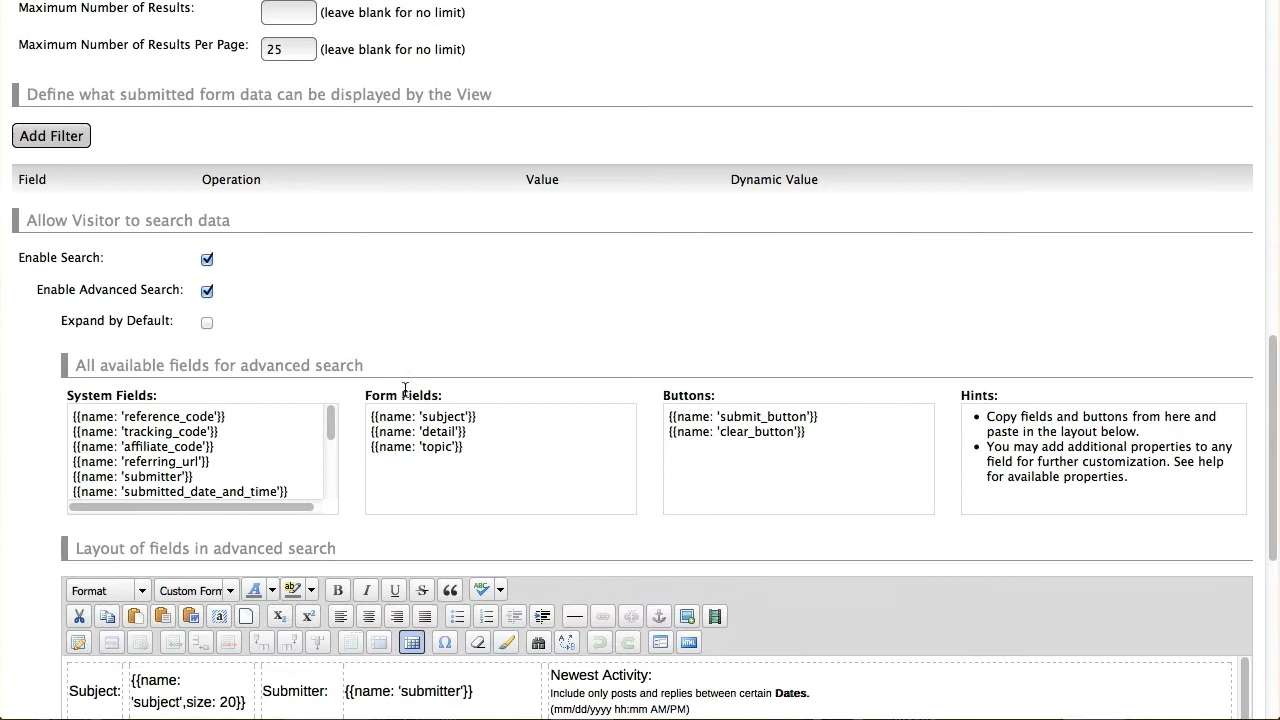 Maximum Number of Results: (leave blank for no limit)
Maximum Number of Results Per Page: 25 (leave blank for no limit)
Define what submitted form data can be displayed by the View
Add Filter
Field Operation Value Dynamic Value
Allow Visitor to search data
Enable Search:
Enable Advanced Search:
Expand by Default:
All available fields for advanced search
System Fields:
{{name: 'reference_code'}}
{{name: 'tracking_code'}}
{{name: 'affiliate_code'}}
{{name: 'referring_url'}}
{{name: 'submitter'}}
{{name: 'submitted_date_and_time'}}
Form Fields:
{{name: 'subject'}}
{{name: 'detail'}}
{{name: 'topic'}}
Buttons:
{{name: 'submit_button'}}
{{name: 'clear_button'}}
Hints:
• Copy fields and buttons from here and
paste in the layout below.
• You may add additional properties to any
field for further customization. See help
for available properties.
Layout of fields in advanced search
Format Custom Form
Subject:
{{name:
'subject',size: 20}}
Submitter:
{{name: 'submitter'}}
Newest Activity:
Include only posts and replies between certain Dates.
(mm/dd/yyyy hh:mm AM/PM)